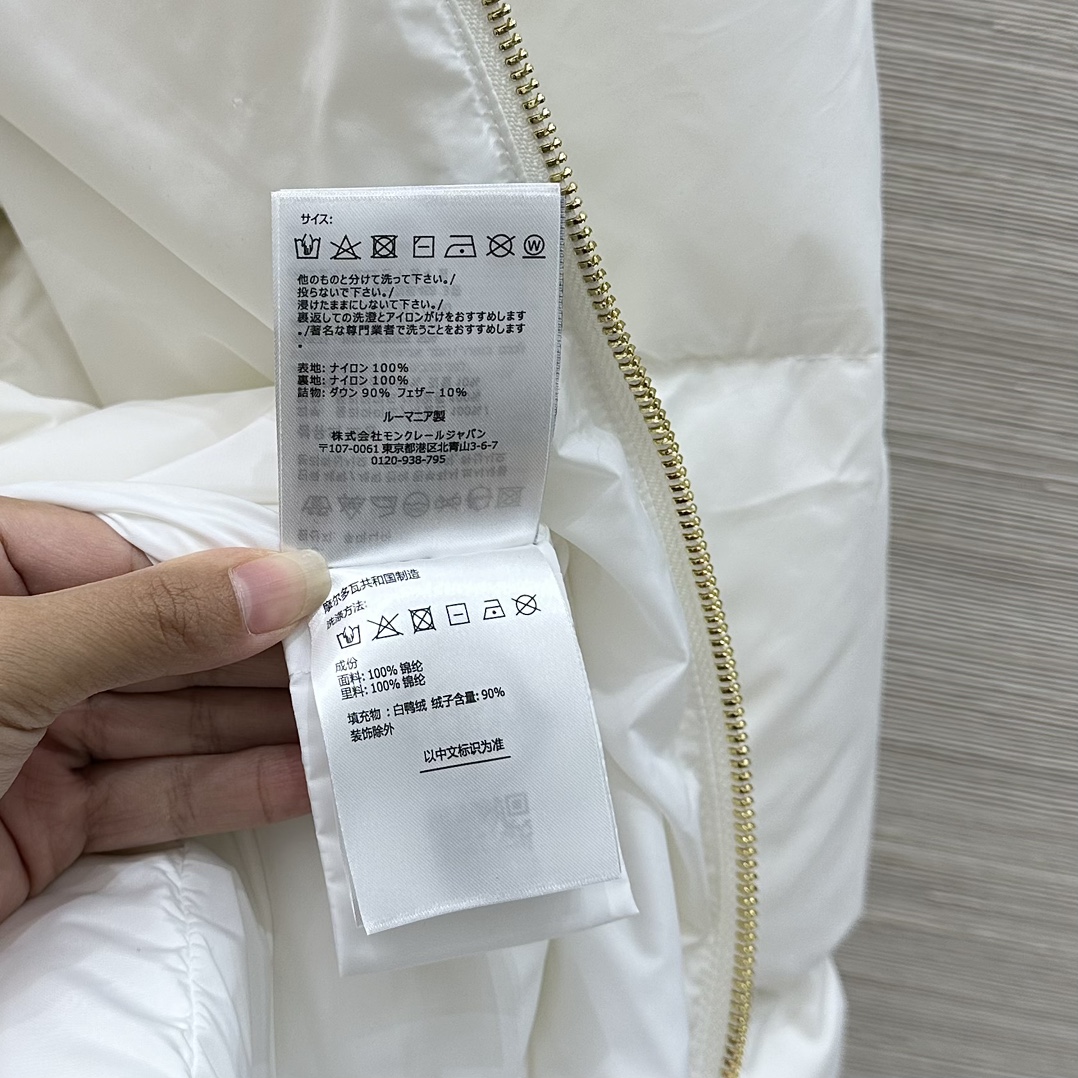 サイズ:
W
他のものと分けて洗って下さい。/
投らないで下さい。/
浸けたままにしないて下さい。/
裏返しての洗澄とアイロンがけをおすすめします
。/著名な尊門業者で洗うことをおすすめします
。
表地: ナイロン 100%
裏地: ナイロン 100%
詰物: ダウン 90% フェザー 10%
ルーマニア製
株式会社モンクレールジャパン
〒107-0061 東京都港区北青山3-6-7
0120-938-795
摩尔多瓦共和国制造
洗涤方法:
成份
面料: 100% 锦纶
里料: 100% 锦纶
填充物 : 白鸭绒 绒子含量: 90%
装饰除外
以中文标识为准